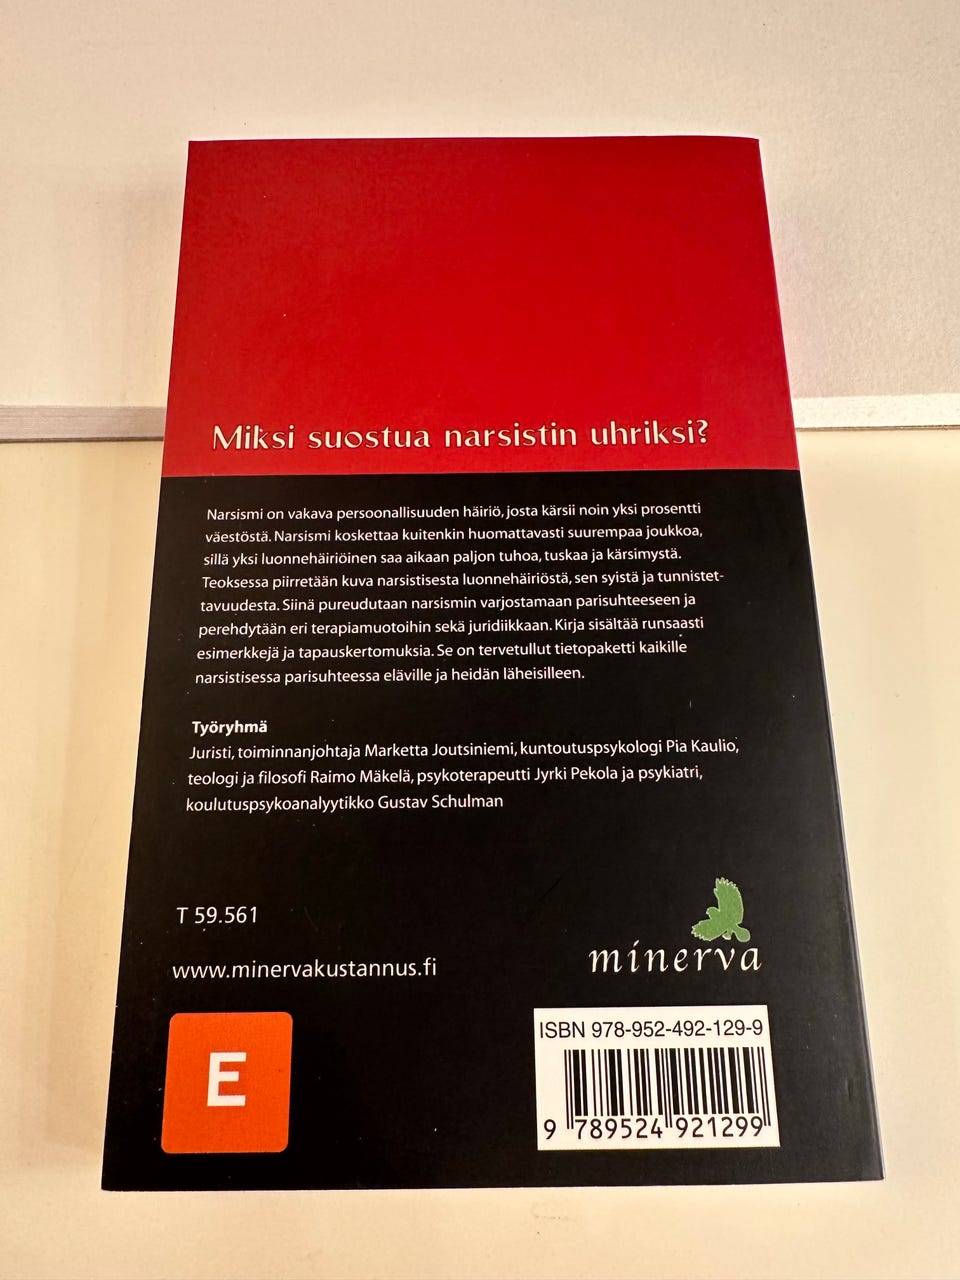 Miksi suostua narsistin uhriksi?
Narsismi on vakava persoonallisuuden häiriö, josta kärsii noin yksi prosentti
väestöstä. Narsismi koskettaa kuitenkin huomattavasti suurempaa joukkoa,
sillä yksi luonnehäiriöinen saa aikaan paljon tuhoa, tuskaa ja kärsimystä.
Teoksessa piirretään kuva narsistisesta luonnehäiriöstä, sen syistä ja tunnistet-
tavuudesta. Siinä pureudutaan narsismin varjostamaan parisuhteeseen ja
perehdytään eri terapiamuotoihin sekä juridiikkaan. Kirja sisältää runsaasti
esimerkkejä ja tapauskertomuksia. Se on tervetullut tietopaketti kaikille
narsistisessa parisuhteessa eläville ja heidän läheisilleen.
Työryhmä
Juristi, toiminnanjohtaja Marketta Joutsiniemi, kuntoutuspsykologi Pia Kaulio,
teologi ja filosofi Raimo Mäkelä, psykoterapeutti Jyrki Pekola ja psykiatri,
koulutuspsykoanalyytikko Gustav Schulman
T 59.561
www.minervakustannus.fi
minerva
E
ISBN 978-952-492-129-9
9 789524 921299